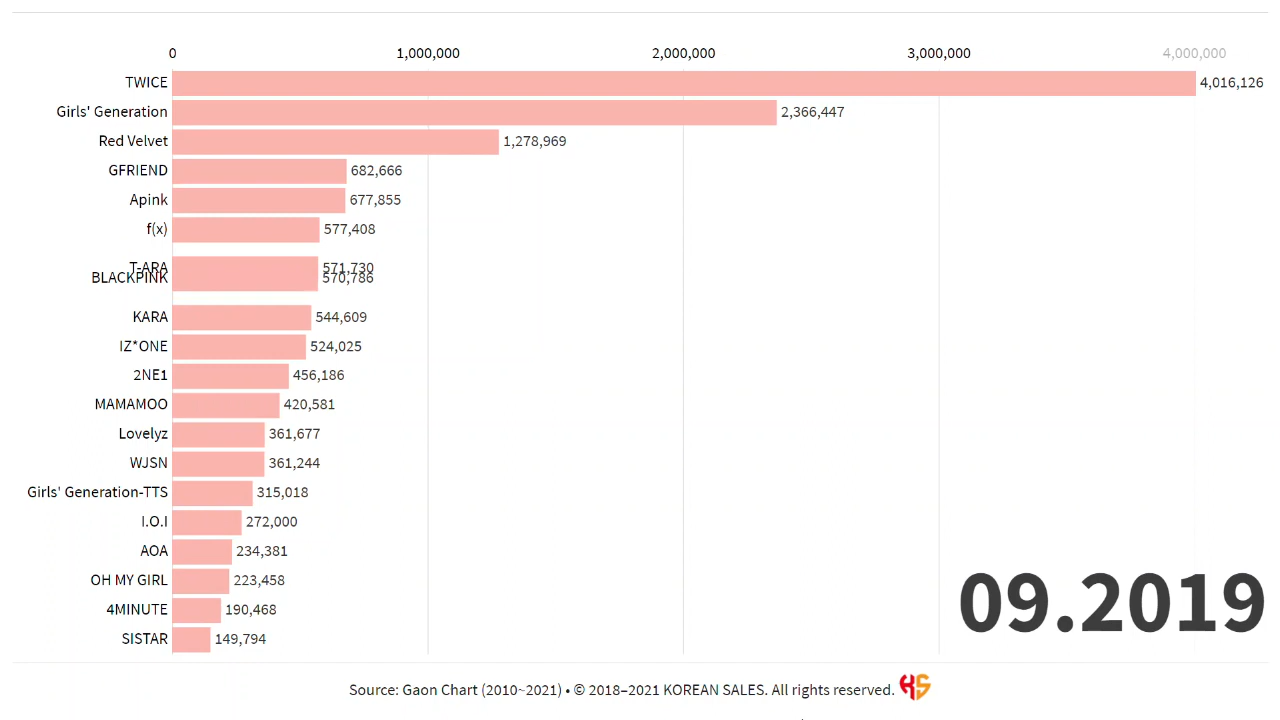 0 1,000,000 2,000,000 3,000,000 4,000,000
TWICE 4,016,126
Girls' Generation 2,366,447
Red Velvet 1,278,969
GFRIEND 682,666
Apink 677,855
f(x) 577,408
T-ARA 571,730
BLACKPINK 570,786
KARA 544,609
IZ*ONE 524,025
2NE1 456,186
MAMAMOO 420,581
Lovelyz 361,677
WJSN 361,244
Girls' Generation-TTS 315,018
I.O.I 272,000
AOA 234,381
OH MY GIRL 223,458
4MINUTE 190,468
SISTAR 149,794
09.2019
Source: Gaon Chart (2010~2021) • © 2018–2021 KOREAN SALES. All rights reserved. KS